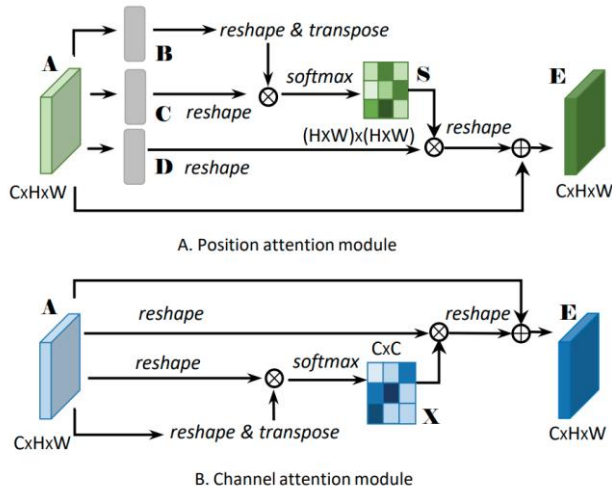 B
reshape & transpose
A
softmax
S
E
C
reshape
(HxW)x(HxW)
reshape
D
reshape
CxHxW
CxHxW
A. Position attention module
A
reshape
reshape
E
reshape
softmax
CxC
X
CxHxW
reshape & transpose
CxHxW
B. Channel attention module